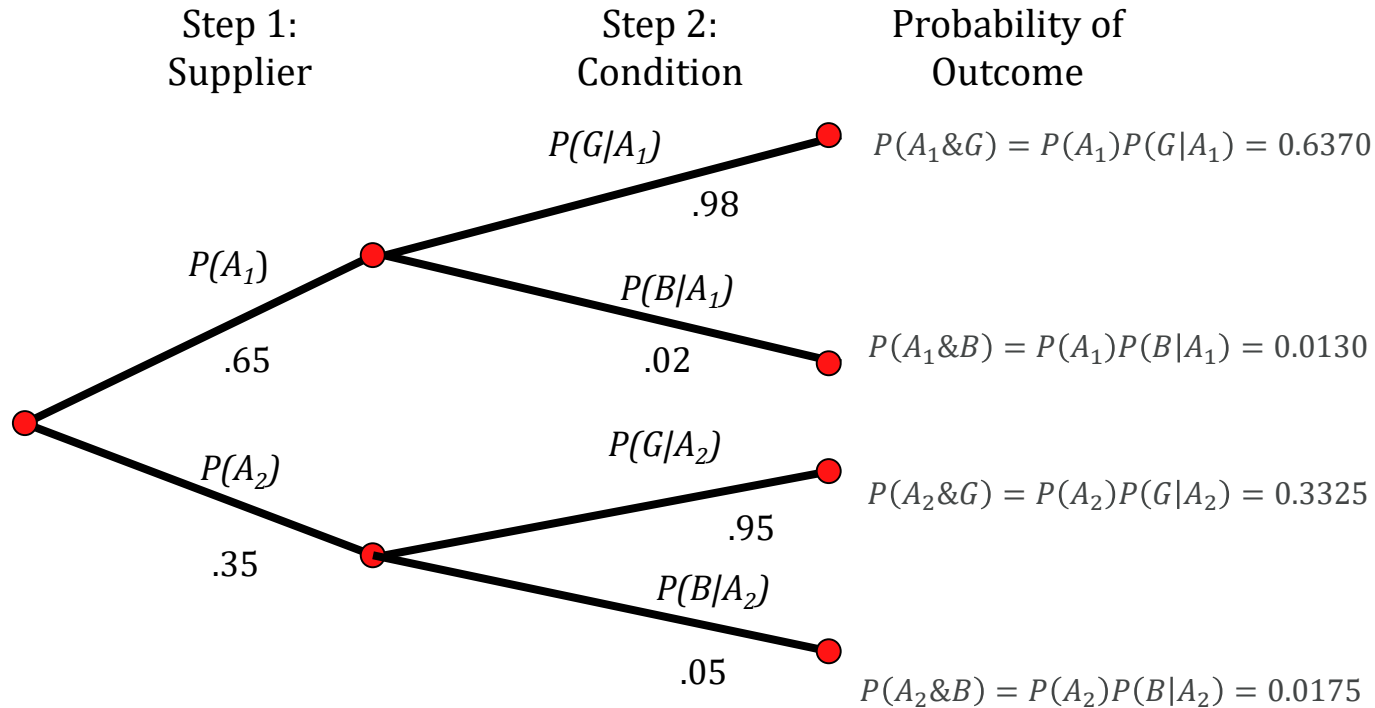 Step 1:
Supplier
Step 2:
Condition
Probability of
Outcome
P(G|A₁)
P(A₁&G) = P(A₁)P(G|A₁) = 0.6370
.98
P(A₁)
.65
P(B|A₁)
.02
P(A₁&B) = P(A₁)P(B|A₁) = 0.0130
P(A₂)
.35
P(G|A₂)
.95
P(A₂&G) = P(A₂)P(G|A₂) = 0.3325
P(B|A₂)
.05
P(A₂&B) = P(A₂)P(B|A₂) = 0.0175